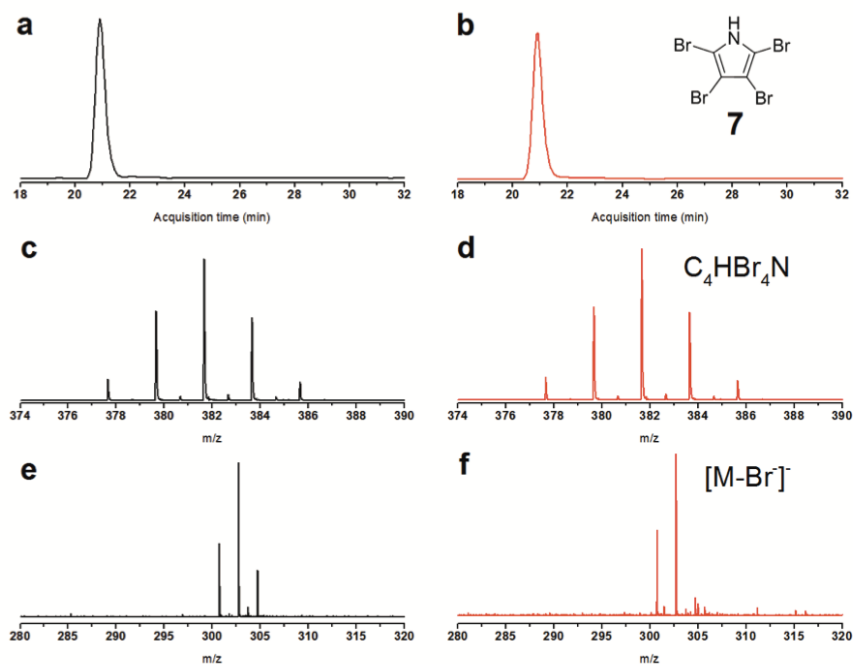 a
18 20 22 24 26 28 30 32
Acquisition time (min)
b
H
N
Br Br
Br Br
7
18 20 22 24 26 28 30 32
Acquisition time (min)
c
374 376 378 380 382 384 386 388 390
m/z
d
C₄HBr₄N
374 376 378 380 382 384 386 388 390
m/z
e
280 285 290 295 300 305 310 315 320
m/z
f
[M-Br⁻]⁻
280 285 290 295 300 305 310 315 320
m/z